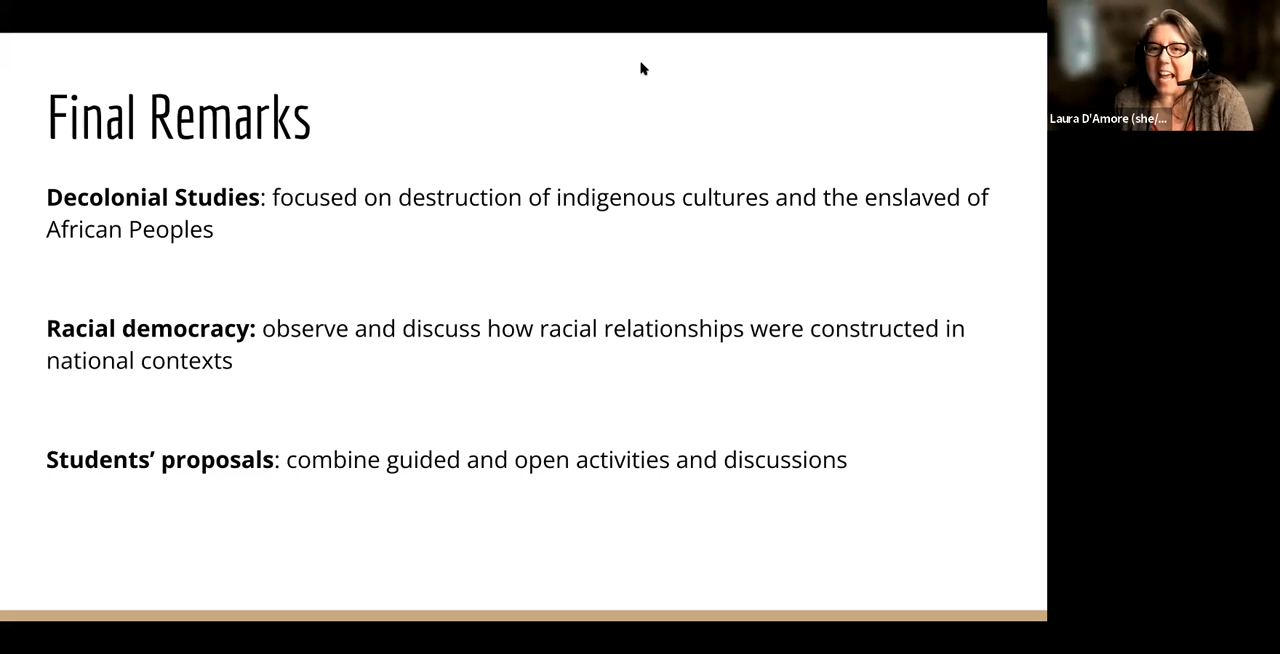 Final Remarks
Decolonial Studies: focused on destruction of indigenous cultures and the enslaved of
African Peoples
Racial democracy: observe and discuss how racial relationships were constructed in
national contexts
Students’ proposals: combine guided and open activities and discussions
Laura D'Amore (she/...